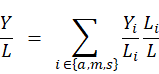 Y/L = ∑_{i ∈{a,m,s}} Y_i/L_i L_i/L